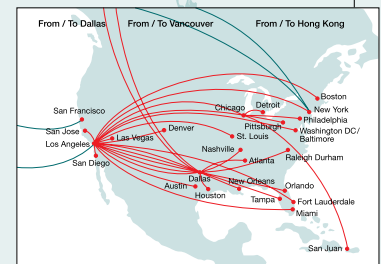 From / To Dallas
From / To Vancouver
From / To Hong Kong
Boston
Chicago
Detroit
New York
San Francisco
Philadelphia
Pittsburgh
San Jose
Denver
Washington DC/
Baltimore
Las Vegas
St. Louis
Los Angeles
Nashville
Raleigh Durham
San Diego
Atlanta
Dallas
Austin
New Orleans
Orlando
Houston
Tampa
Fort Lauderdale
Miami
San Juan